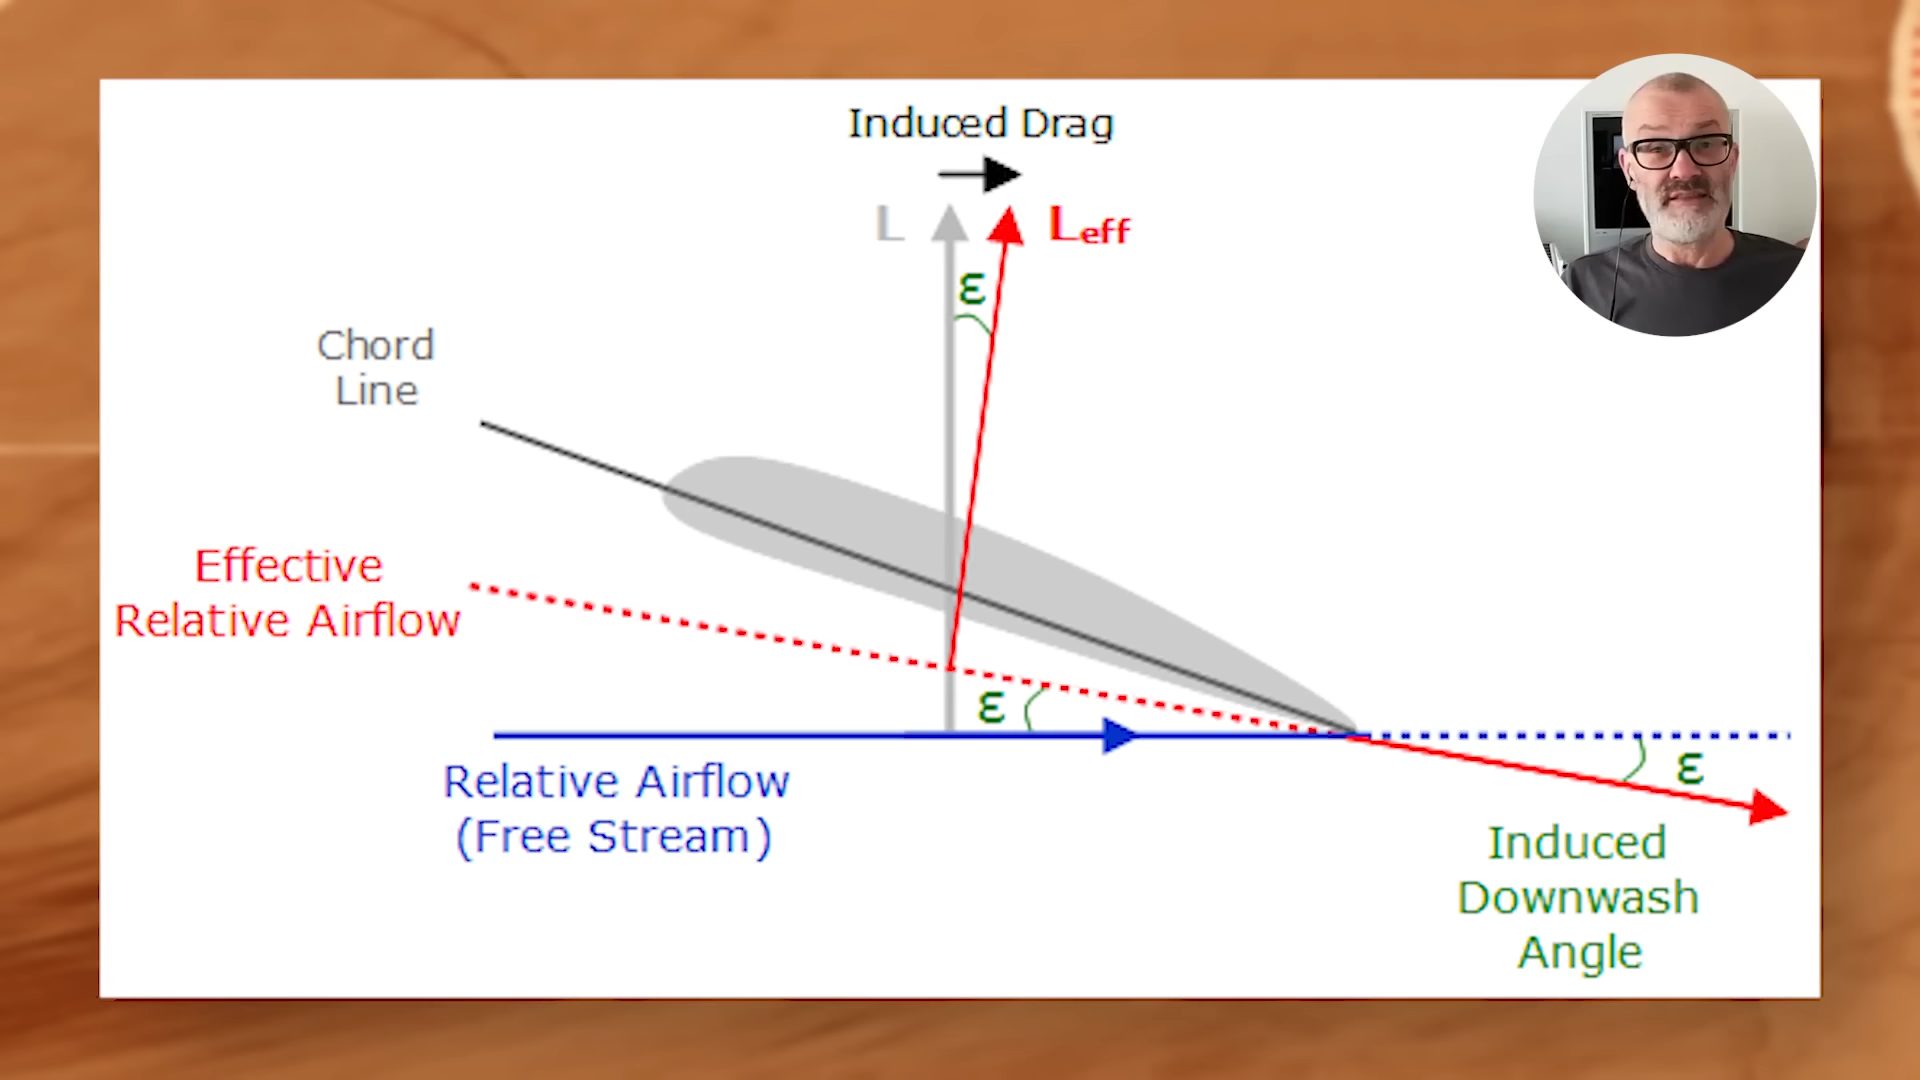 Induced Drag
L
Leff
ε
Chord
Line
Effective
Relative Airflow
ε
ε
Relative Airflow
(Free Stream)
Induced
Downwash
Angle